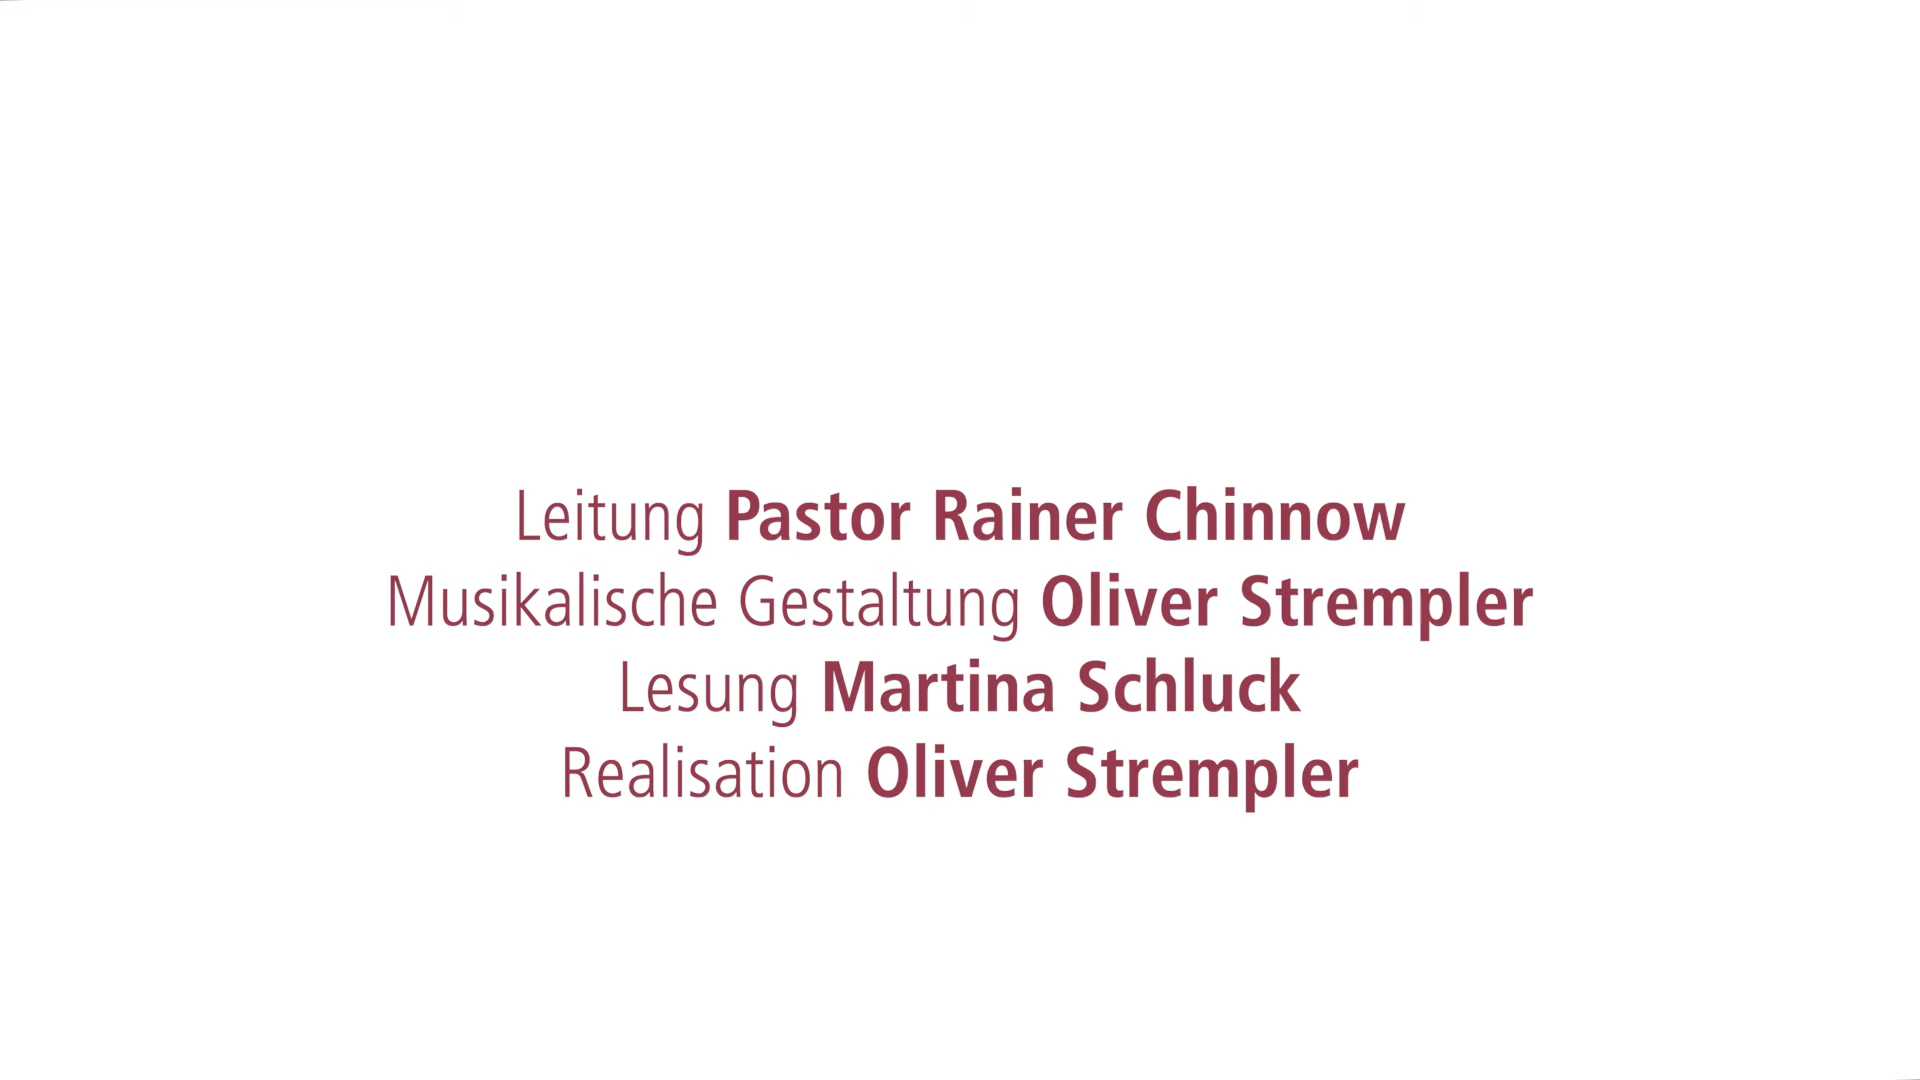 Leitung Pastor Rainer Chinnow
Musikalische Gestaltung Oliver Strempler
Lesung Martina Schluck
Realisation Oliver Strempler